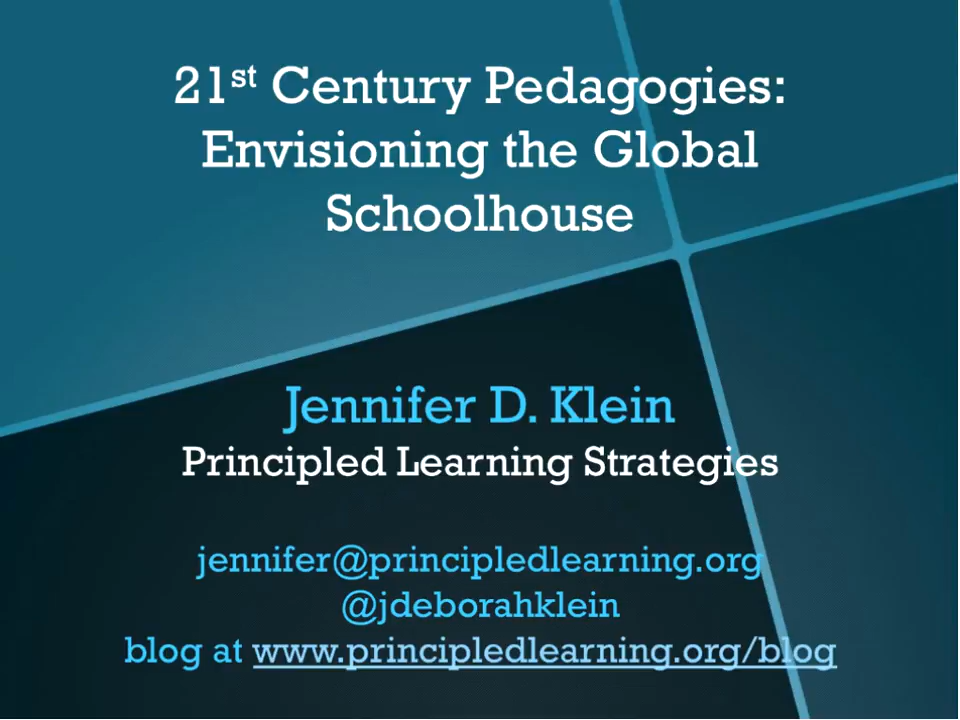 21st Century Pedagogies:
Envisioning the Global
Schoolhouse
Jennifer D. Klein
Principled Learning Strategies
jennifer@principledlearning.org
@jdeborahklein
blog at www.principledlearning.org/blog